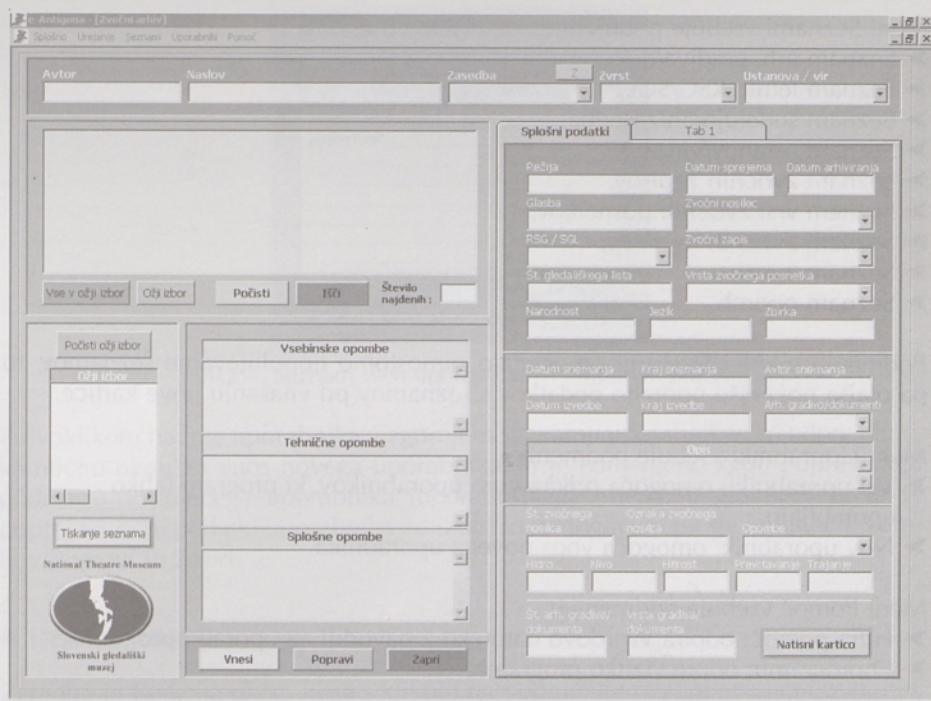 e-Antigona - [Zvočni arhiv]
Splošno Urejanje Seznami Uporabniki Pomoč
Avtor Naslov Zasedba Z Zvrst Ustanova / vir
Splošni podatki Tab 1
Režija Datum sprejema Datum arhiviranja
Glasba Zvočni nosilec
RSG / SGL Zvočni zapis
Št. gledališkega lista Vrsta zvočnega posnetka
Narodnost Jezik Zbirka
Vse v ožji izbor Ožji izbor Počisti Išči Število najdenih :
Počisti ožji izbor
Ožji izbor
Tiskanje seznama
National Theatre Museum
Slovenski gledališki
muzej
Vsebinske opombe
Tehnične opombe
Splošne opombe
Vnesi Popravi Zapri
Datum snemanja Kraj snemanja Avtor snemanja
Datum izvedbe Kraj izvedbe Arh. gradivo/dokumenti
Opis
Št. zvočnega nosilca Oznaka zvočnega nosilca Opombe
Hidro Nivo Hitrost Previtavanje Trajanje
Št. arh. gradiva/ dokumenta Vrsta gradiva/ dokumenta
Natisni kartico